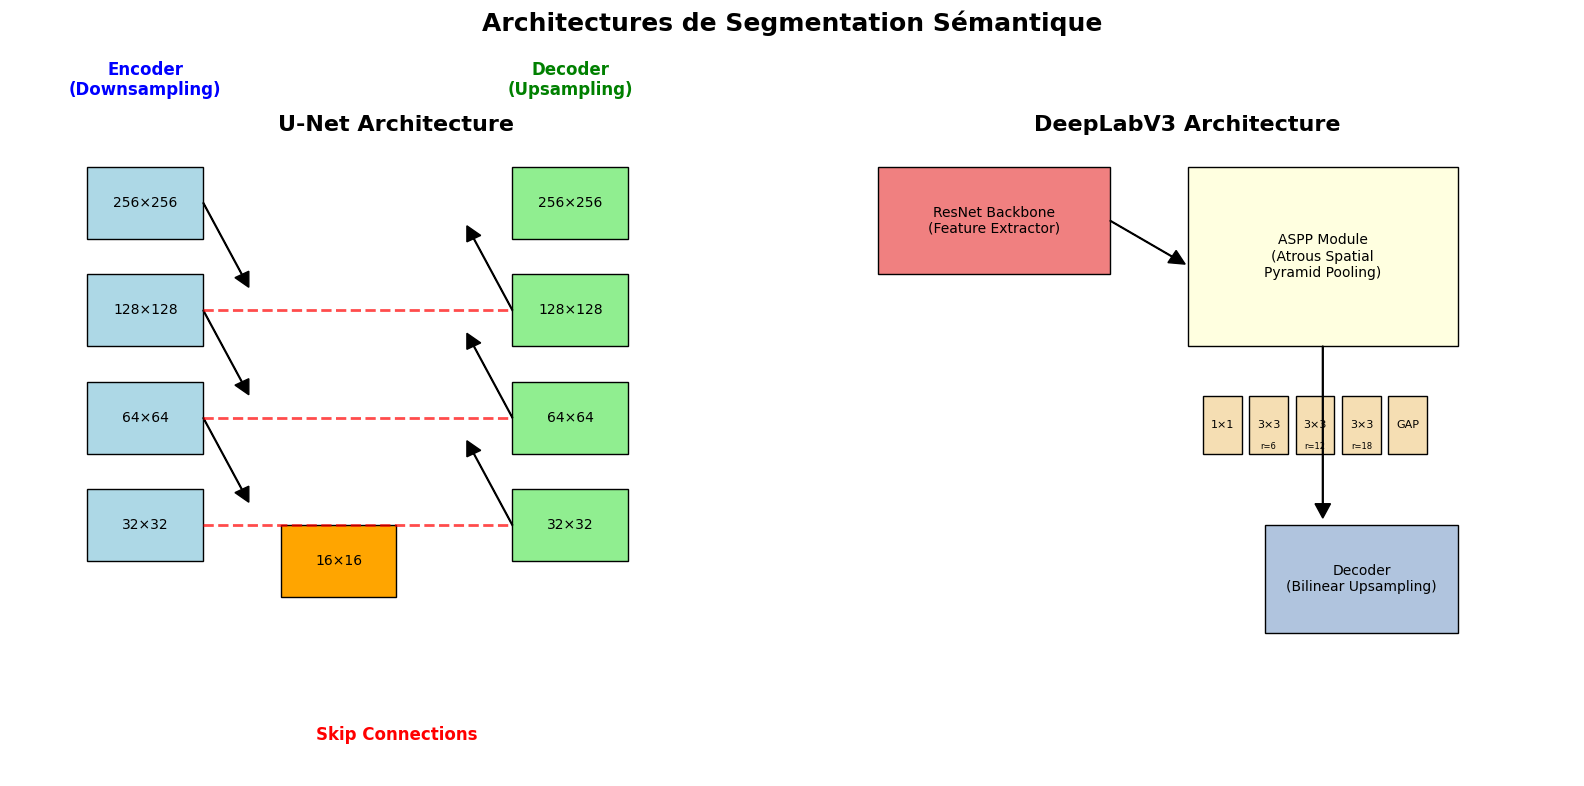 Architectures de Segmentation Sémantique
Encoder
(Downsampling)
Decoder
(Upsampling)
U-Net Architecture
256×256
256×256
128×128
128×128
64×64
64×64
32×32
32×32
16×16
Skip Connections
DeepLabV3 Architecture
ResNet Backbone
(Feature Extractor)
ASPP Module
(Atrous Spatial
Pyramid Pooling)
1×1
3×3
r=6
3×3
r=12
3×3
r=18
GAP
Decoder
(Bilinear Upsampling)